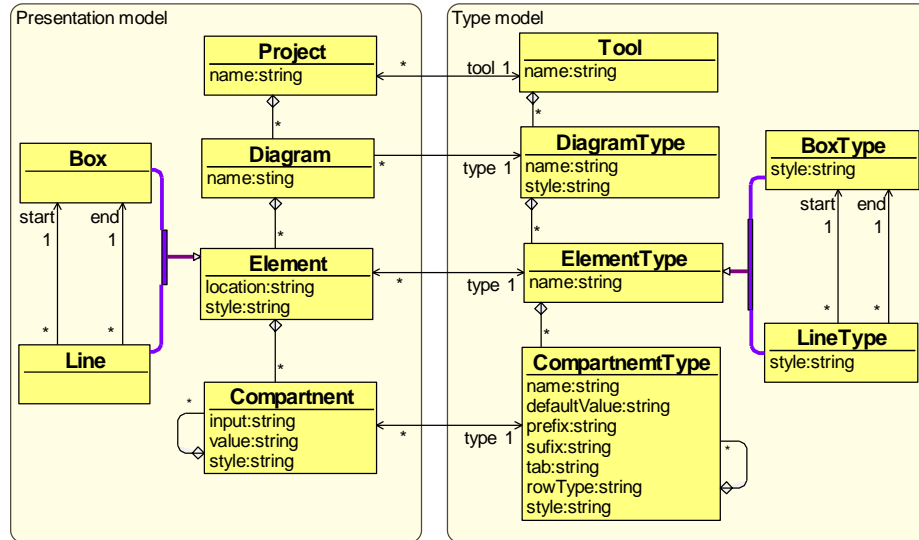 Presentation model
Type model
Project
name:string
*
tool 1
Tool
name:string
*
*
Box
Diagram
name:sting
*
type 1
DiagramType
name:string
style:string
BoxType
style:string
start
1
end
1
*
*
start
1
end
1
Element
location:string
style:string
*
type 1
ElementType
name:string
*
*
*
*
*
*
Line
LineType
style:string
Compartnent
input:string
value:string
style:string
*
*
type 1
CompartnemtType
name:string
defaultValue:string
prefix:string
sufix:string
tab:string
rowType:string
style:string
*